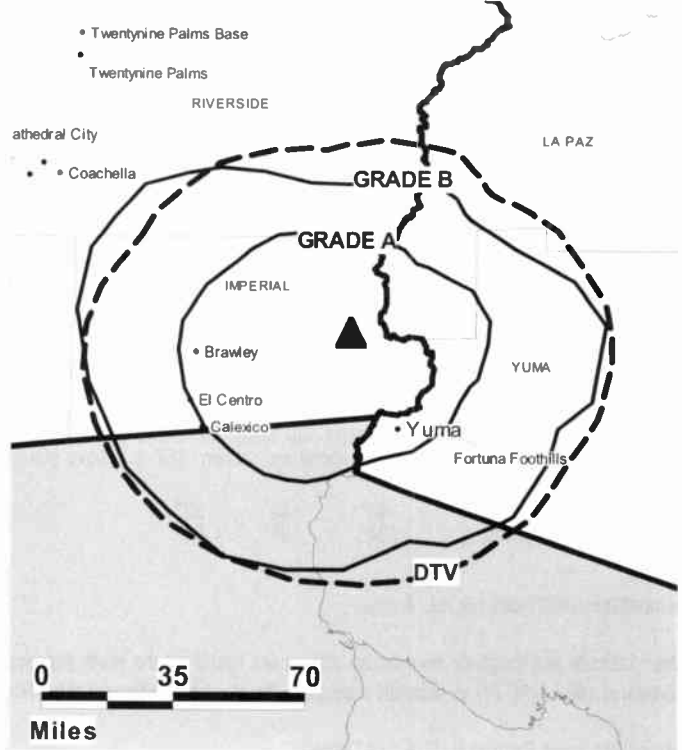 Twentynine Palms Base
Twentynine Palms
RIVERSIDE
athedral City
LA PAZ
Coachella
GRADE B
GRADE A
IMPERIAL
Brawley
YUMA
El Centro
Calexico
Yuma
Fortuna Foothills
DTV
0 35 70
Miles